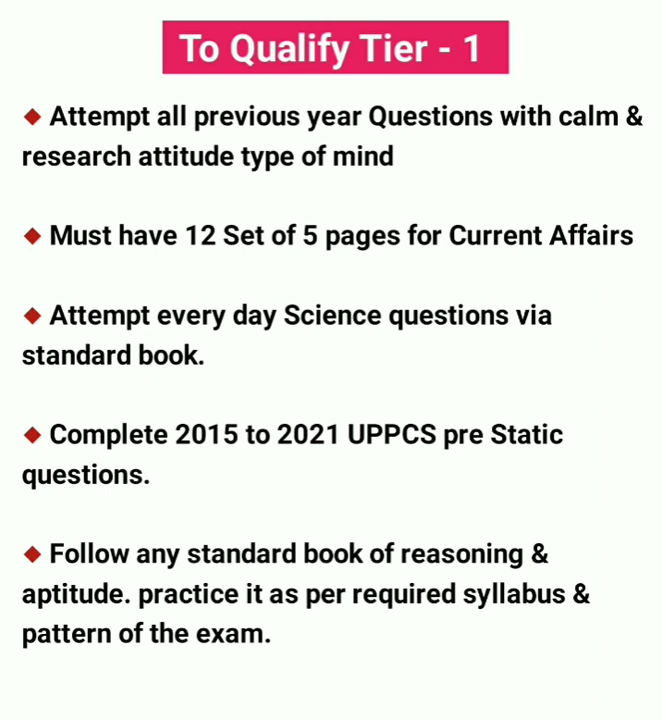 To Qualify Tier - 1
◆ Attempt all previous year Questions with calm &
research attitude type of mind
◆ Must have 12 Set of 5 pages for Current Affairs
◆ Attempt every day Science questions via
standard book.
◆ Complete 2015 to 2021 UPPCS pre Static
questions.
◆ Follow any standard book of reasoning &
aptitude. practice it as per required syllabus &
pattern of the exam.